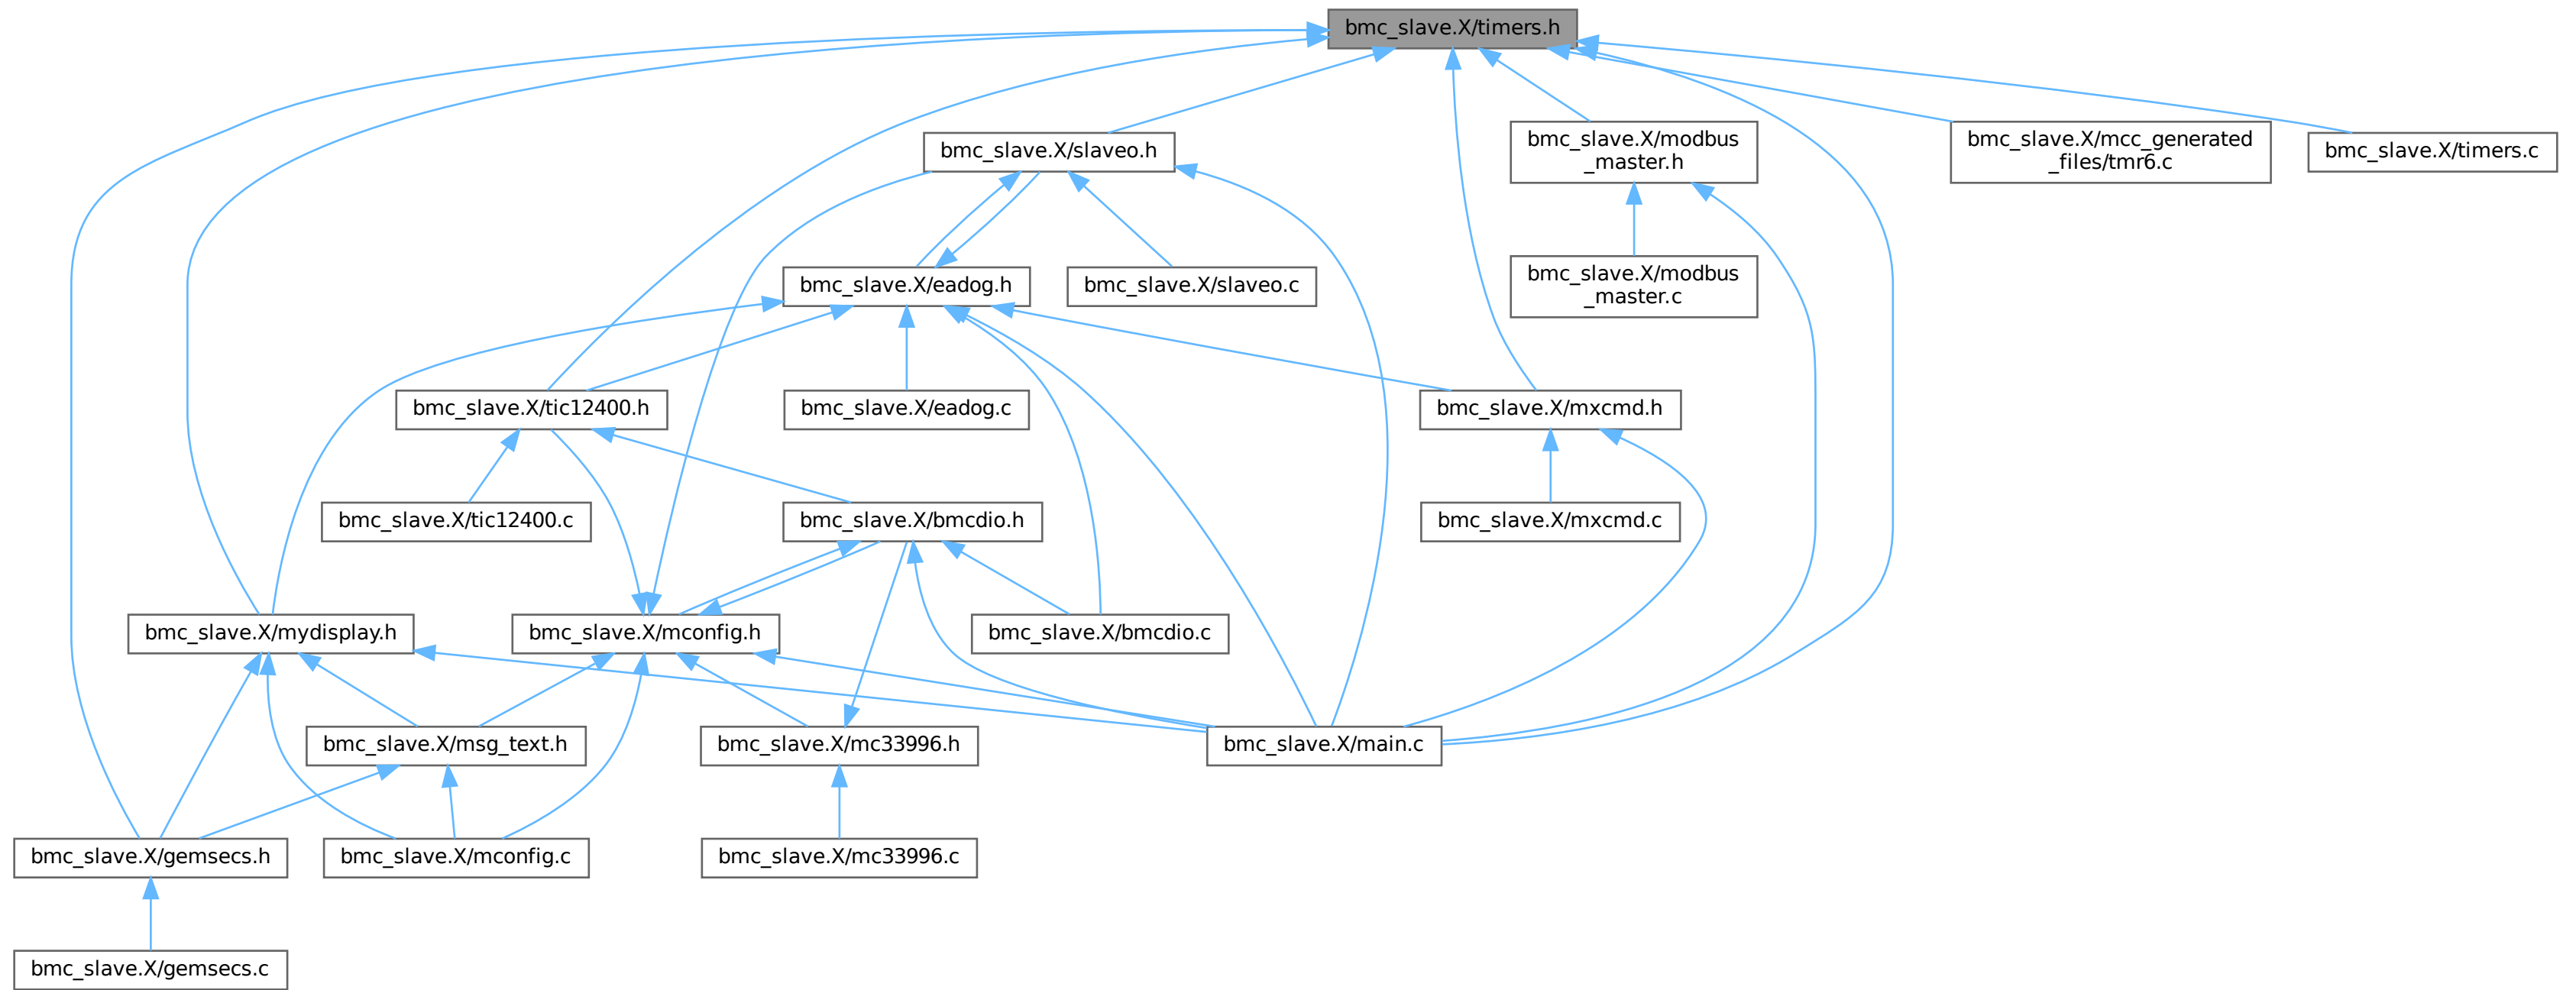 bmc_slave.X/timers.h
bmc_slave.X/slaveo.h
bmc_slave.X/modbus
_master.h
bmc_slave.X/mcc_generated
_files/tmr6.c
bmc_slave.X/timers.c
bmc_slave.X/eadog.h
bmc_slave.X/slaveo.c
bmc_slave.X/modbus
_master.c
bmc_slave.X/tic12400.h
bmc_slave.X/eadog.c
bmc_slave.X/mxcmd.h
bmc_slave.X/tic12400.c
bmc_slave.X/bmcdio.h
bmc_slave.X/mxcmd.c
bmc_slave.X/mydisplay.h
bmc_slave.X/mconfig.h
bmc_slave.X/bmcdio.c
bmc_slave.X/msg_text.h
bmc_slave.X/mc33996.h
bmc_slave.X/main.c
bmc_slave.X/gemsecs.h
bmc_slave.X/mconfig.c
bmc_slave.X/mc33996.c
bmc_slave.X/gemsecs.c